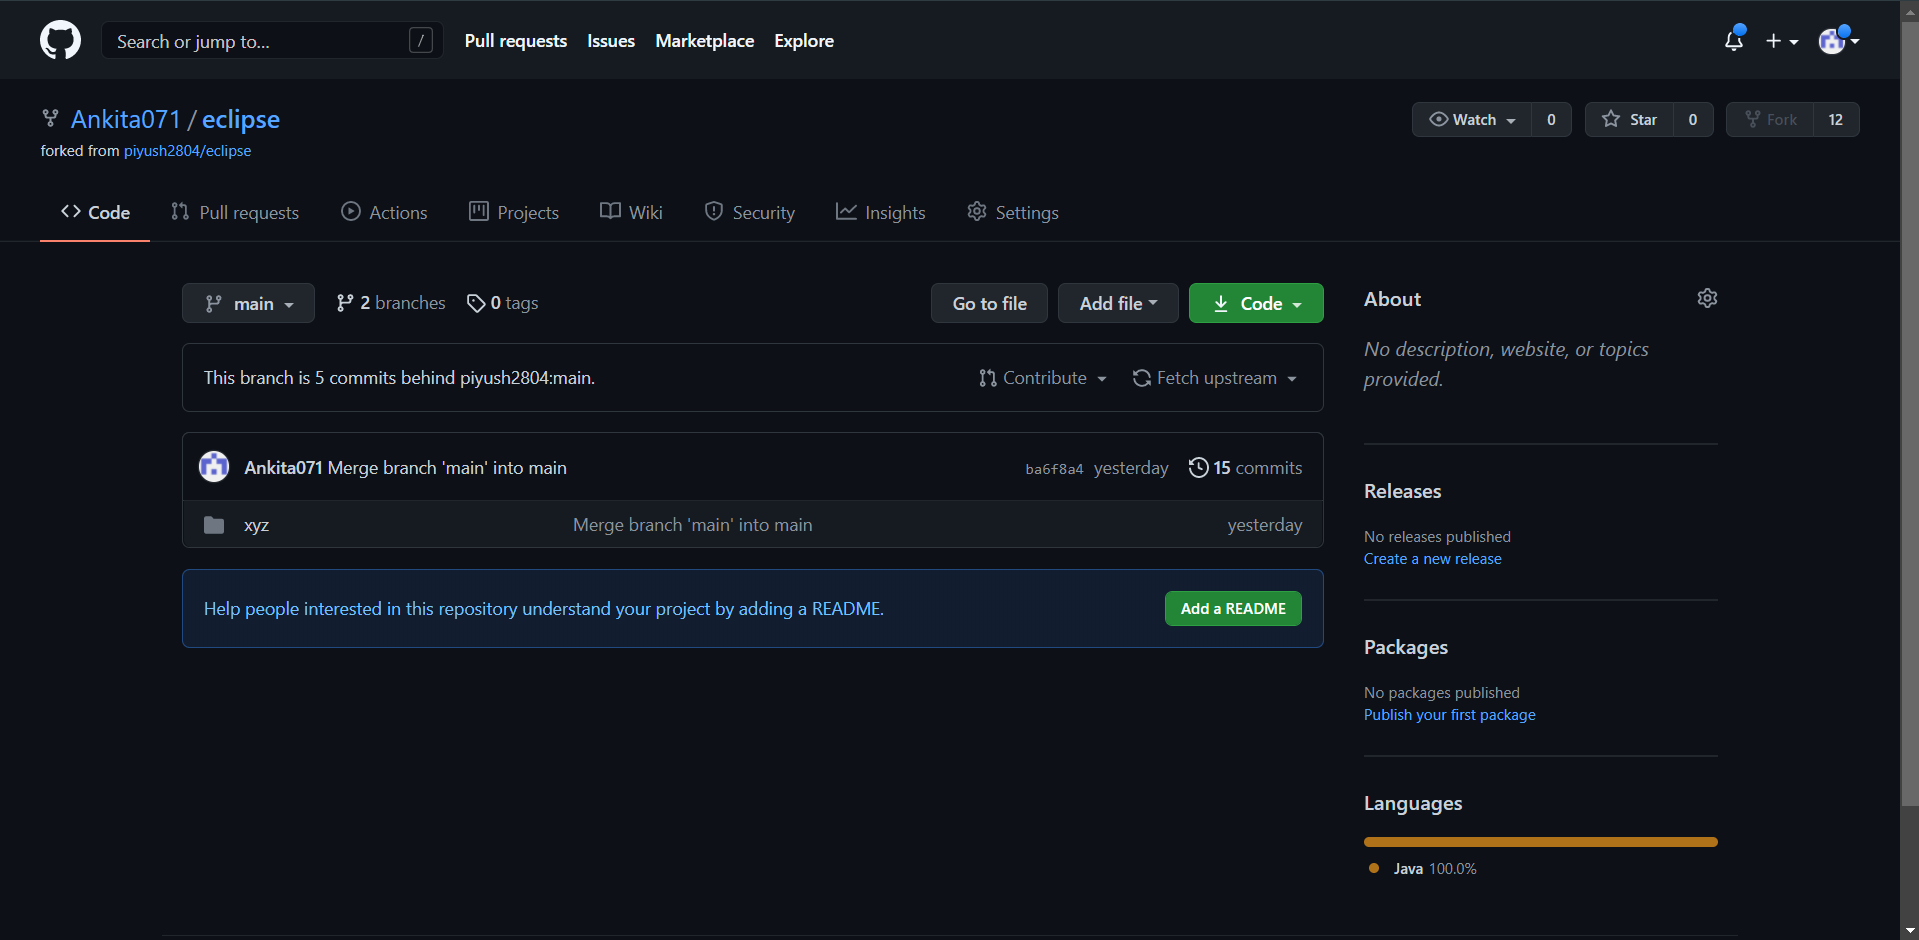 Search or jump to... / Pull requests Issues Marketplace Explore
Ankita071 / eclipse Watch 0 Star 0 Fork 12
forked from piyush2804/eclipse
Code Pull requests Actions Projects Wiki Security Insights Settings
main 2 branches 0 tags Go to file Add file Code
This branch is 5 commits behind piyush2804:main. Contribute Fetch upstream
Ankita071 Merge branch 'main' into main ba6f8a4 yesterday 15 commits
xyz Merge branch 'main' into main yesterday
Help people interested in this repository understand your project by adding a README. Add a README
About
No description, website, or topics
provided.
Releases
No releases published
Create a new release
Packages
No packages published
Publish your first package
Languages
Java 100.0%